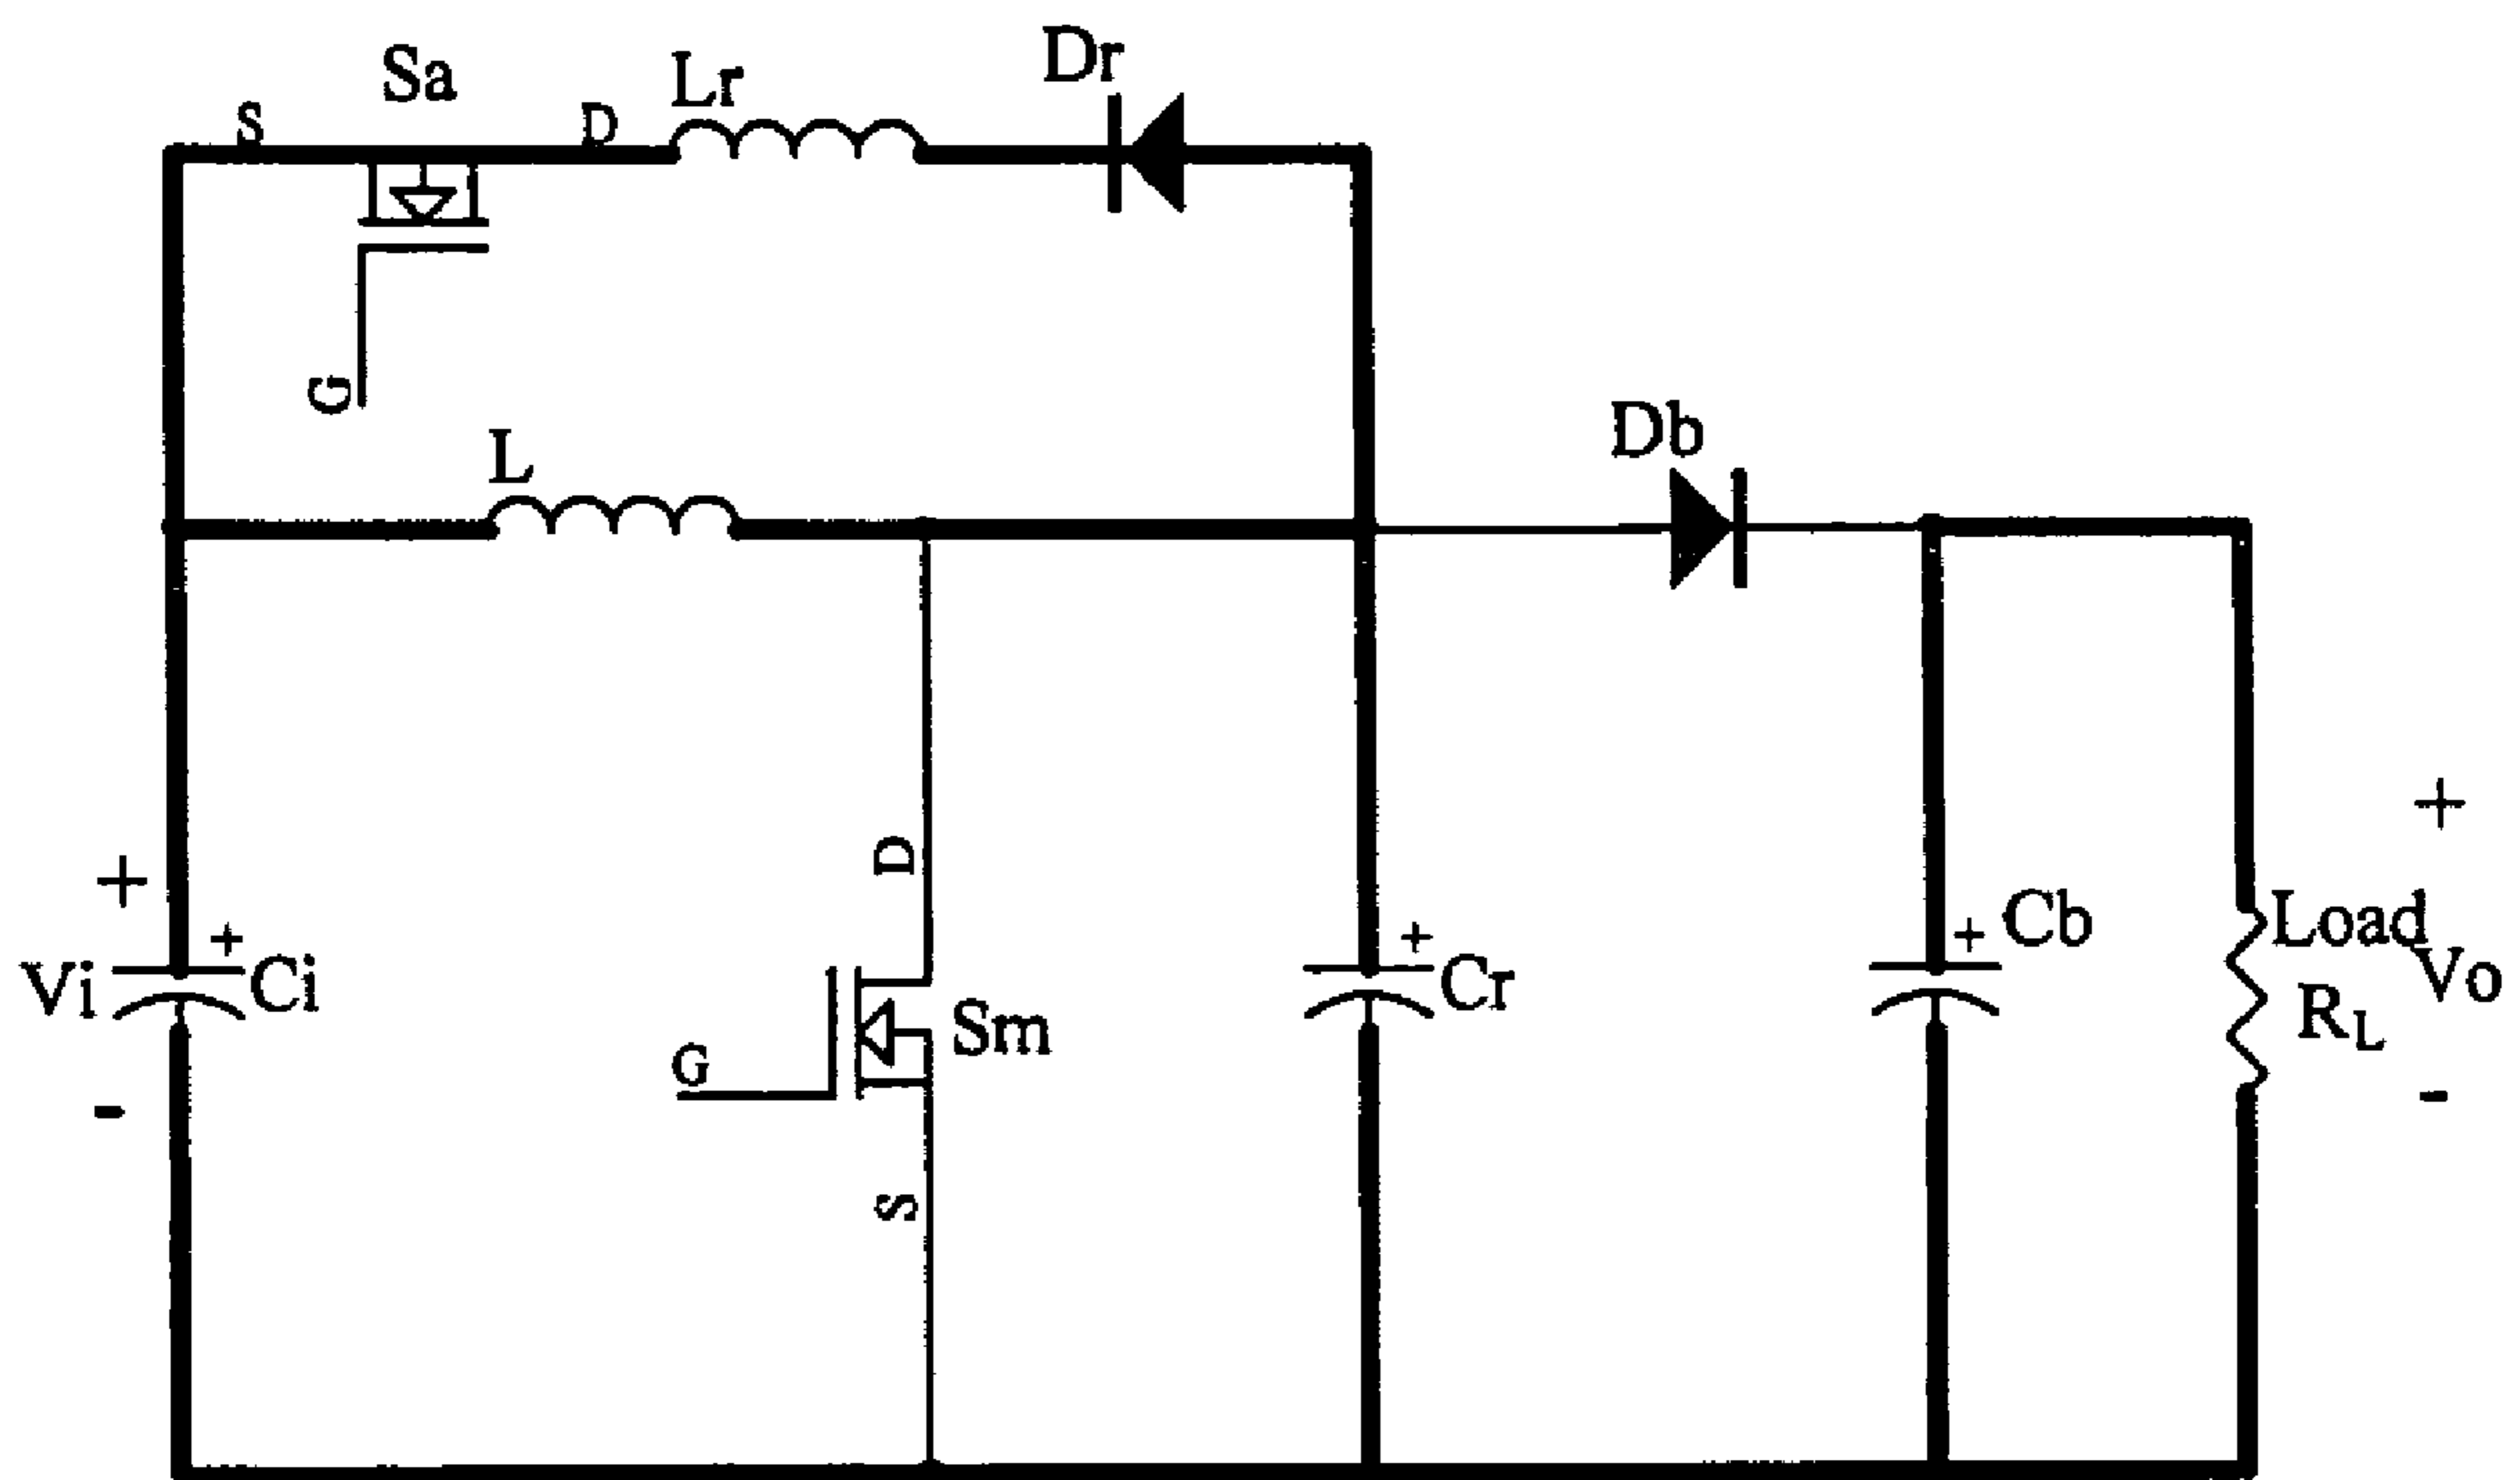 Sa
Lr
Dr
S
D
G
L
Db
D
+
+
+
+
+
Vi
Ci
G
Sm
Cr
Cb
Load
RL
Vo
-
-
S